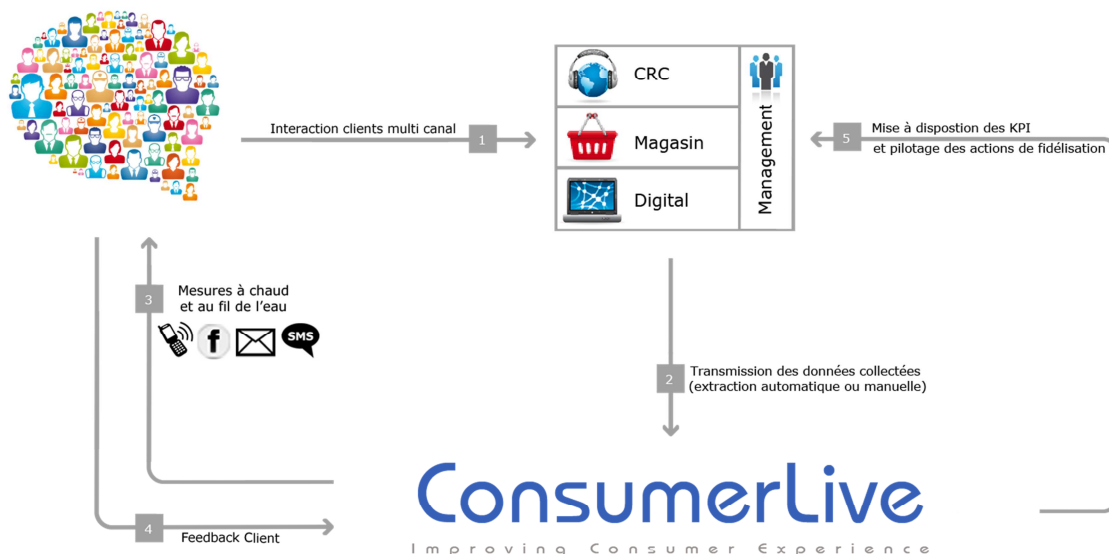 CRC
Magasin
Digital
Management
Interaction clients multi canal
1
5
Mise à dispostion des KPI
et pilotage des actions de fidélisation
3
Mesures à chaud
et au fil de l'eau
f
SMS
2
Transmission des données collectées
(extraction automatique ou manuelle)
4
Feedback Client
ConsumerLive
Improving Consumer Experience